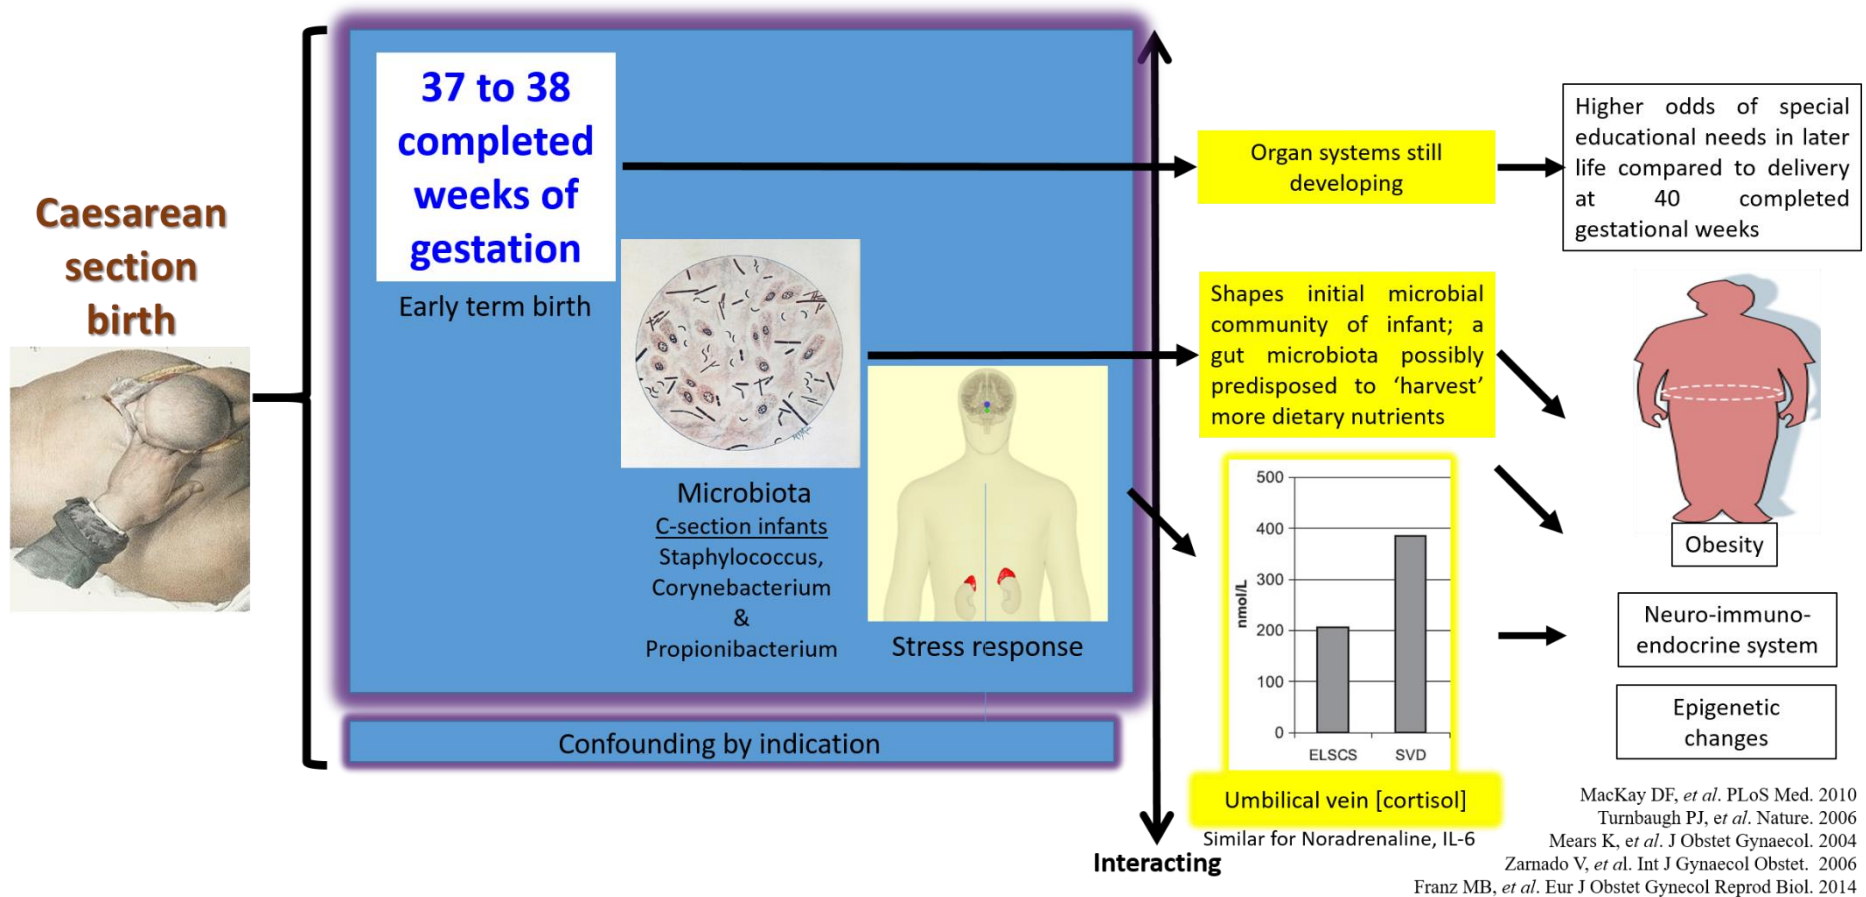 Caesarean
section
birth
37 to 38
completed
weeks of
gestation
Early term birth
Microbiota
C-section infants
Staphylococcus,
Corynebacterium
&
Propionibacterium
Stress response
Confounding by indication
Interacting
Organ systems still
developing
Shapes initial microbial
community of infant; a
gut microbiota possibly
predisposed to ‘harvest’
more dietary nutrients
500
400
300
200
100
0
nmol/L
ELSCS
SVD
Umbilical vein [cortisol]
Similar for Noradrenaline, IL-6
Higher odds of special
educational needs in later
life compared to delivery
at 40 completed
gestational weeks
Obesity
Neuro-immuno-
endocrine system
Epigenetic
changes
MacKay DF, et al. PLoS Med. 2010
Turnbaugh PJ, et al. Nature. 2006
Mears K, et al. J Obstet Gynaecol. 2004
Zarnado V, et al. Int J Gynaecol Obstet. 2006
Franz MB, et al. Eur J Obstet Gynecol Reprod Biol. 2014